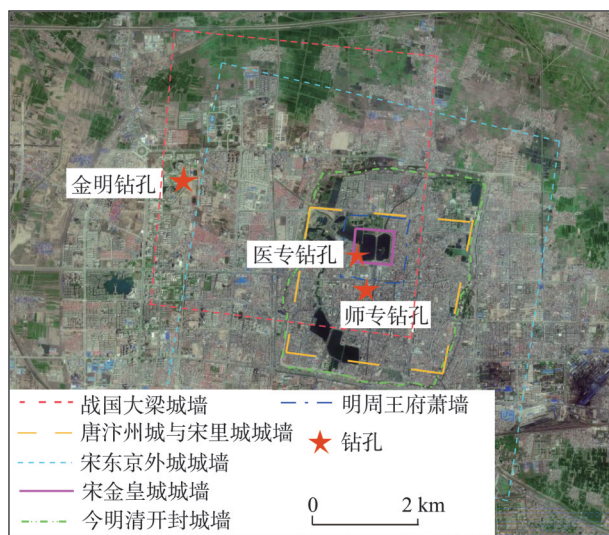 金明钻孔
医专钻孔
师专钻孔
战国大梁城墙
明周王府萧墙
唐汴州城与宋里城城墙
钻孔
宋东京外城城墙
宋金皇城城墙
0 2 km
今明清开封城墙